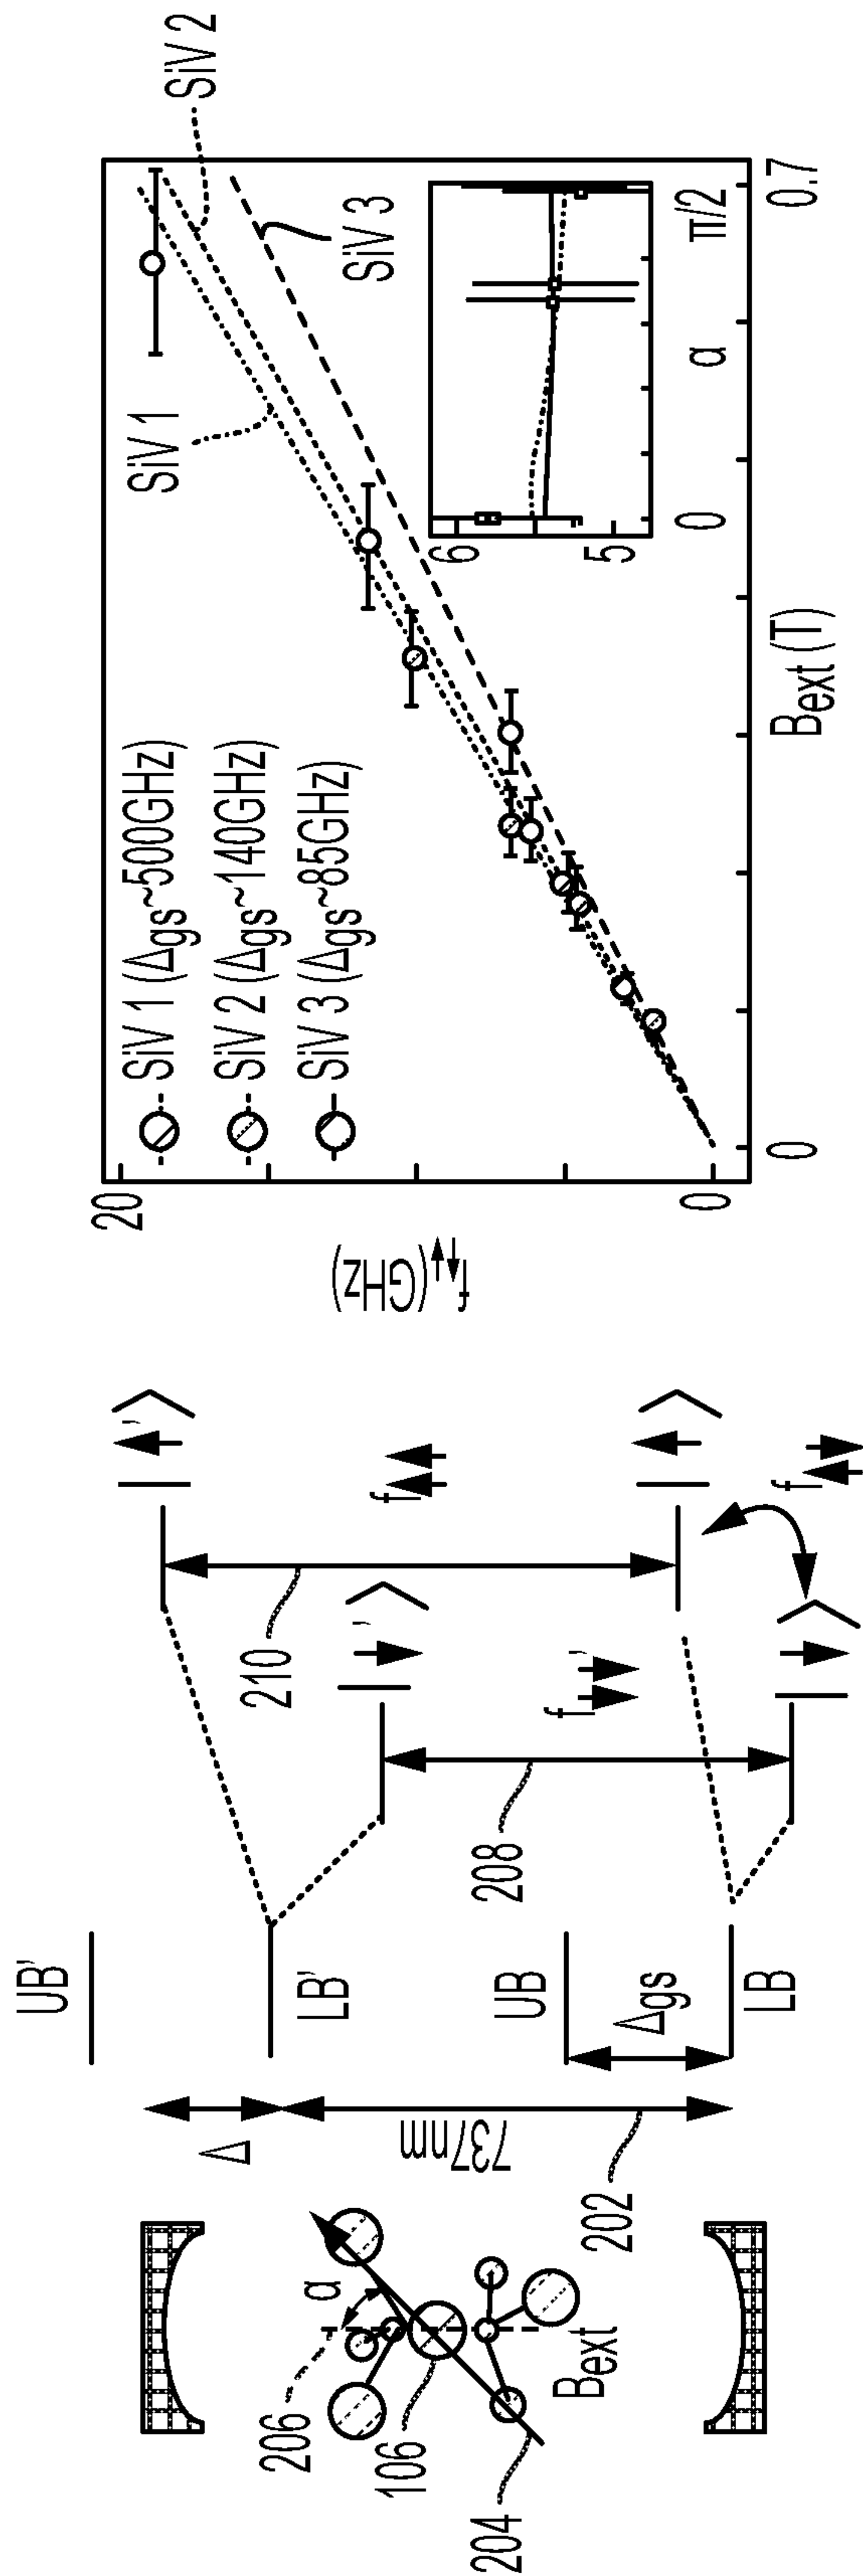 206
106
204
α
B_ext
202
Δ
737nm
UB'
LB'
UB
Δgs
LB
210
208
|↑'⟩
|↓'⟩
f↑↑'
f↓↓'
|↑⟩
|↓⟩
f↑↓
f↑↓(GHz)
20
0
SiV 1 (Δgs~500GHz)
SiV 2 (Δgs~140GHz)
SiV 3 (Δgs~85GHz)
SiV 1
SiV 2
SiV 3
6
5
0
α
π/2
0
B_ext (T)
0.7